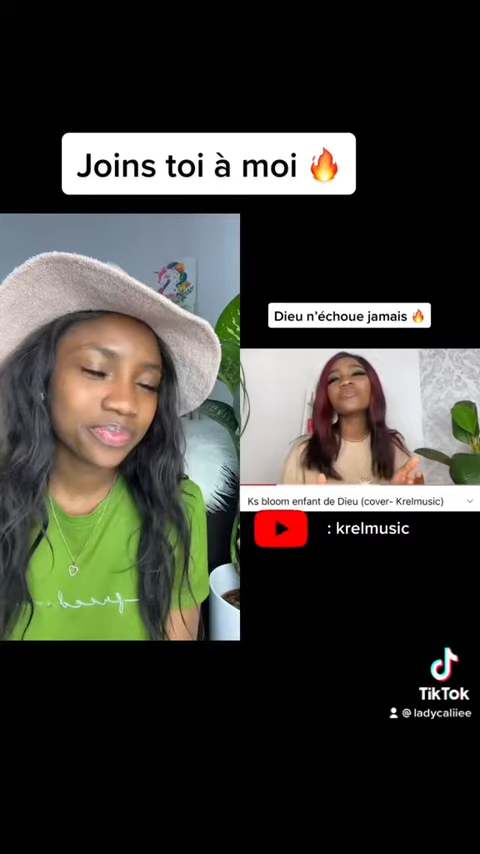 Joins toi à moi 🔥
Dieu n'échoue jamais 🔥
Ks bloom enfant de Dieu (cover- Krelmusic)
: krelmusic
TikTok
@ladycaliiee